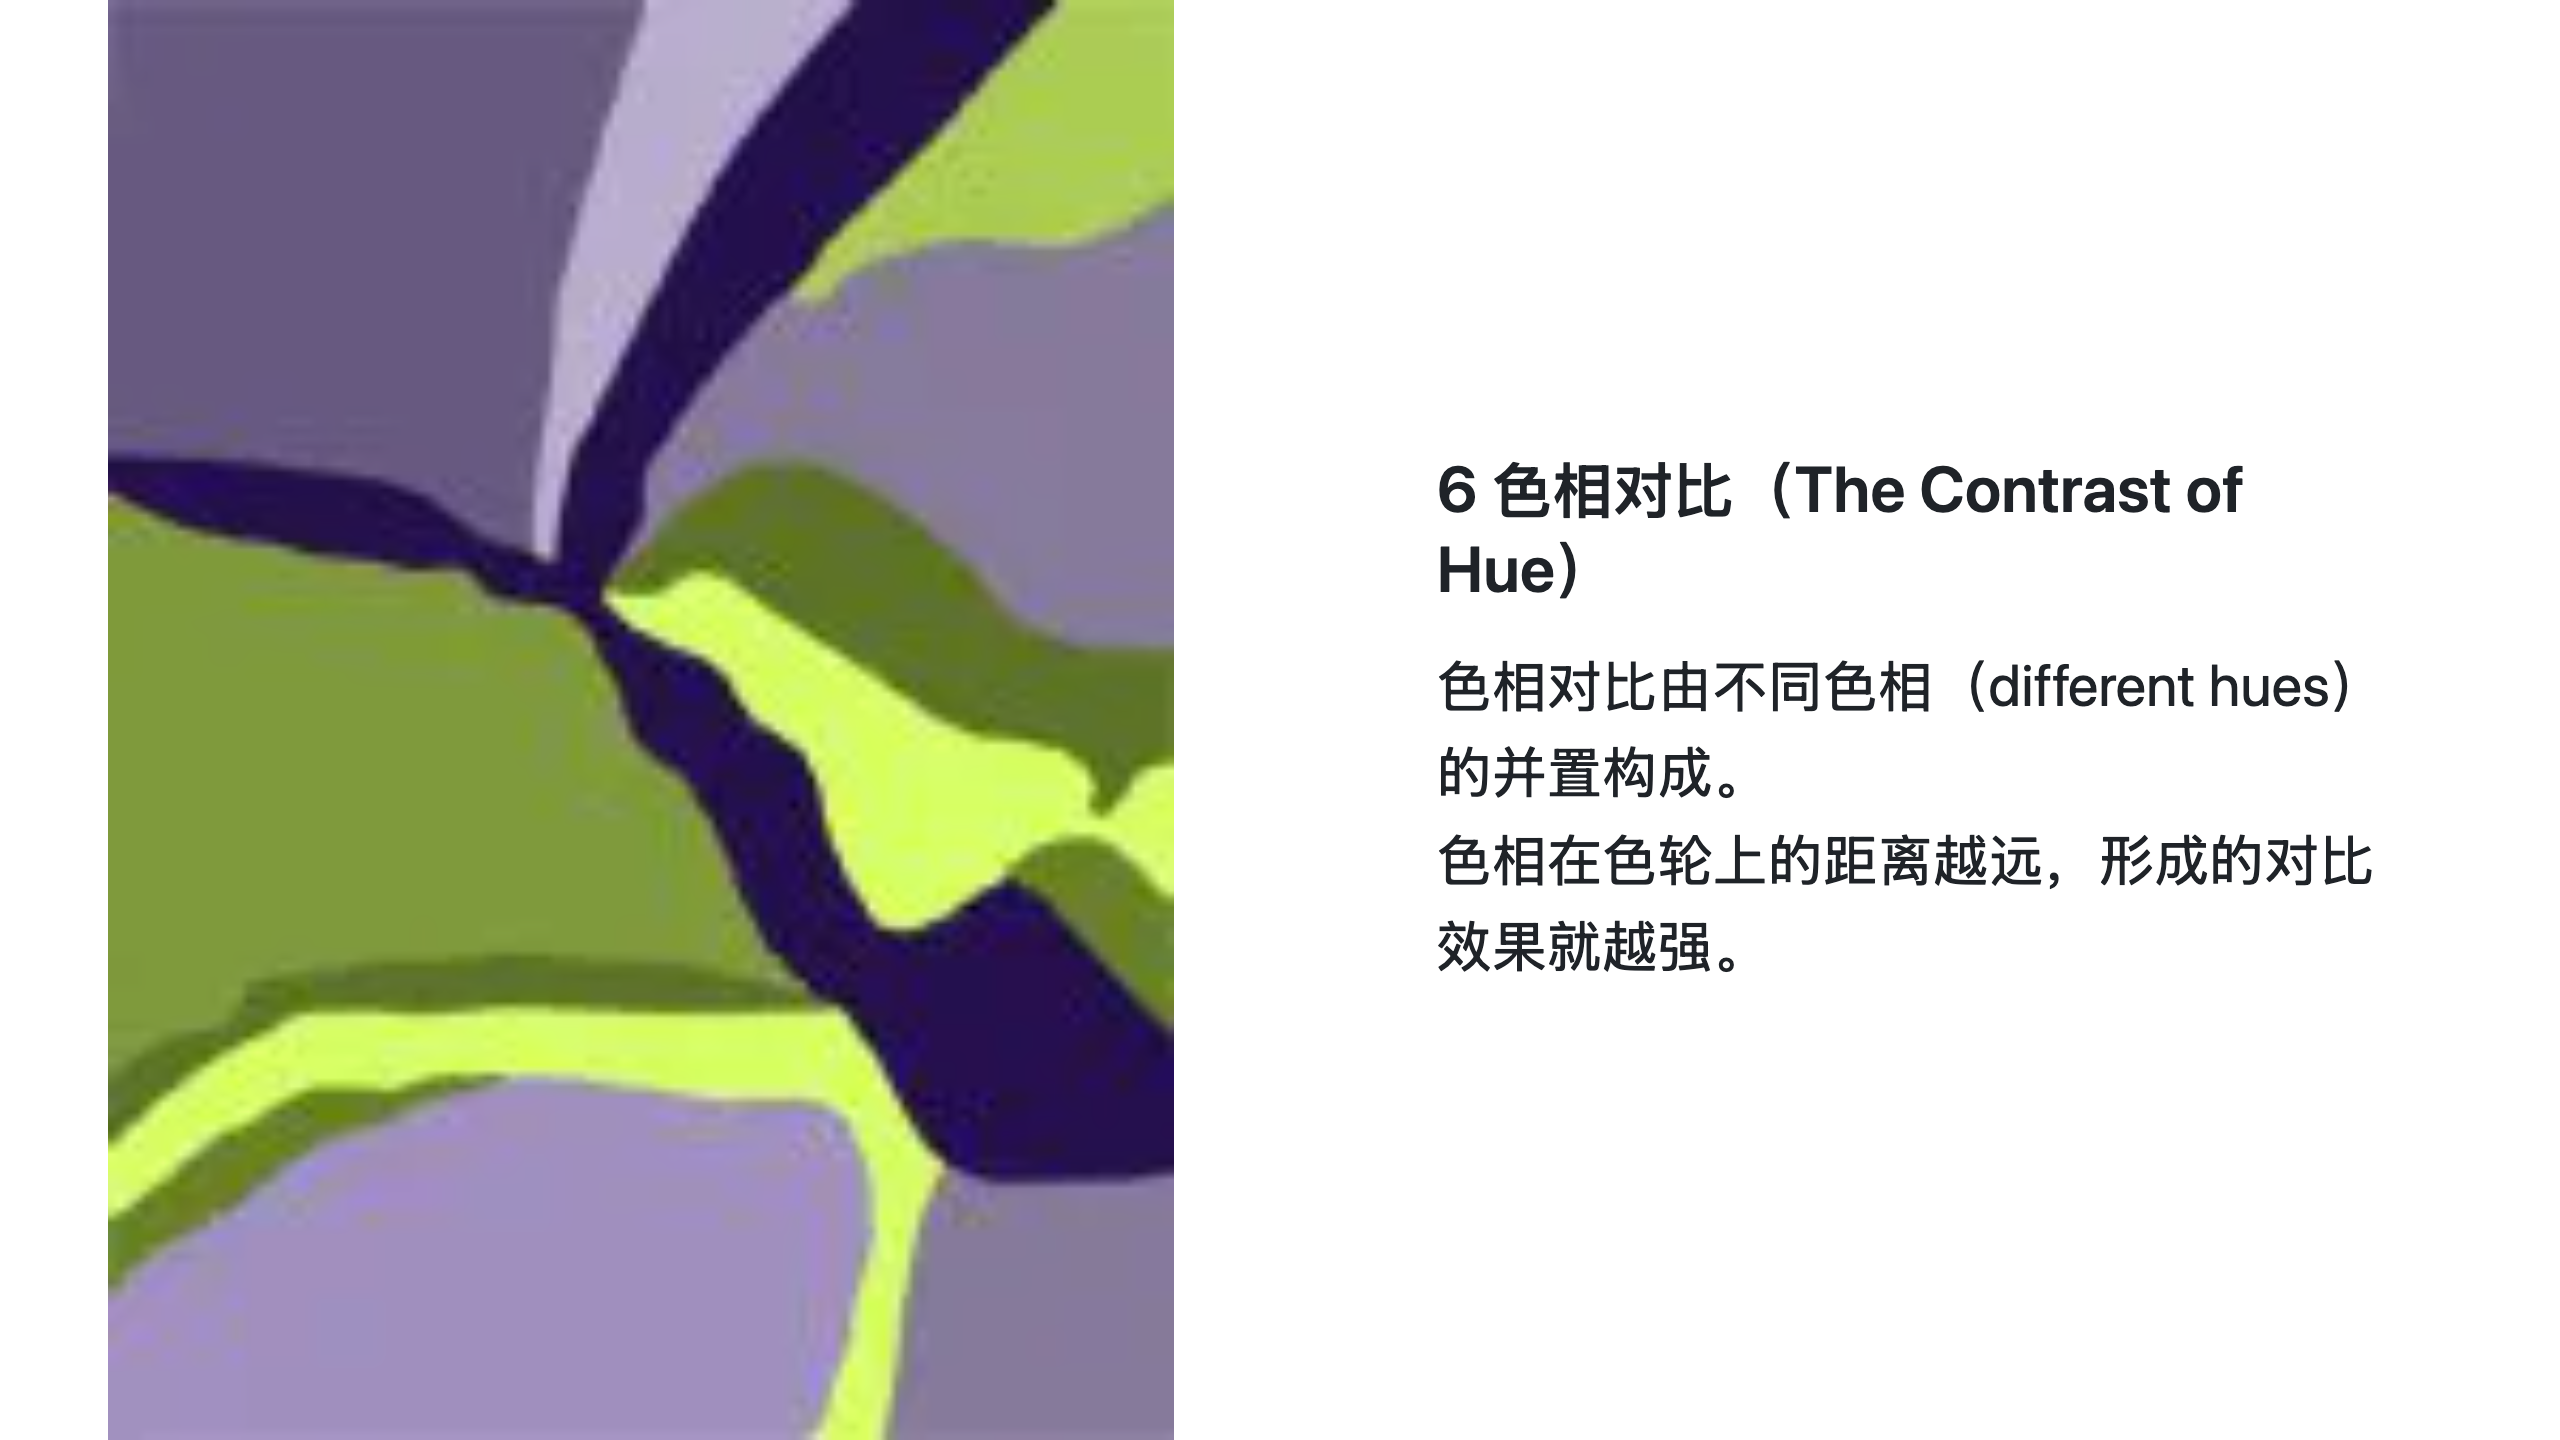 6 色相对比（The Contrast of
Hue）
色相对比由不同色相（different hues）
的并置构成。
色相在色轮上的距离越远，形成的对比
效果就越强。